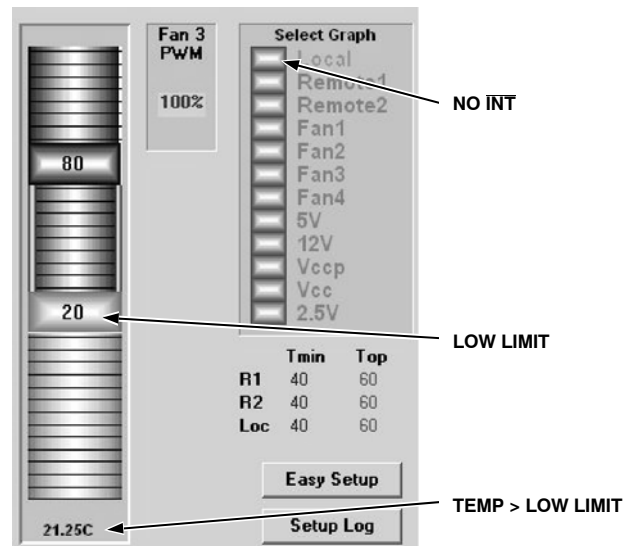 Fan 3
PWM
100%
80
20
21.25C
Select Graph
Local
Remote1
Remote2
Fan1
Fan2
Fan3
Fan4
5V
12V
Vccp
Vcc
2.5V
Tmin Top
R1 40 60
R2 40 60
Loc 40 60
Easy Setup
Setup Log
NO I̅N̅T̅
LOW LIMIT
TEMP > LOW LIMIT